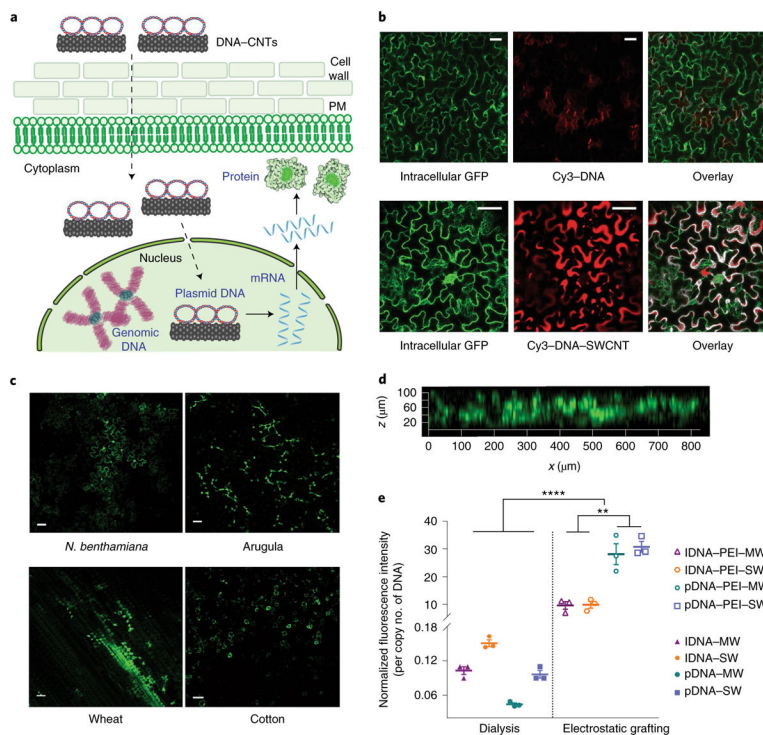 a
DNA–CNTs
Cell
wall
PM
Cytoplasm
Protein
Nucleus
mRNA
Plasmid DNA
Genomic
DNA
b
Intracellular GFP
Cy3–DNA
Overlay
Intracellular GFP
Cy3–DNA–SWCNT
Overlay
c
N. benthamiana
Arugula
Wheat
Cotton
d
z (μm)
100
60
20
0 100 200 300 400 500 600 700 800
x (μm)
e
****
**
Normalized fluorescence intensity
(per copy no. of DNA)
40
30
20
10
0.18
0.12
0.06
Dialysis
Electrostatic grafting
lDNA–PEI–MW
lDNA–PEI–SW
pDNA–PEI–MW
pDNA–PEI–SW
lDNA–MW
lDNA–SW
pDNA–MW
pDNA–SW